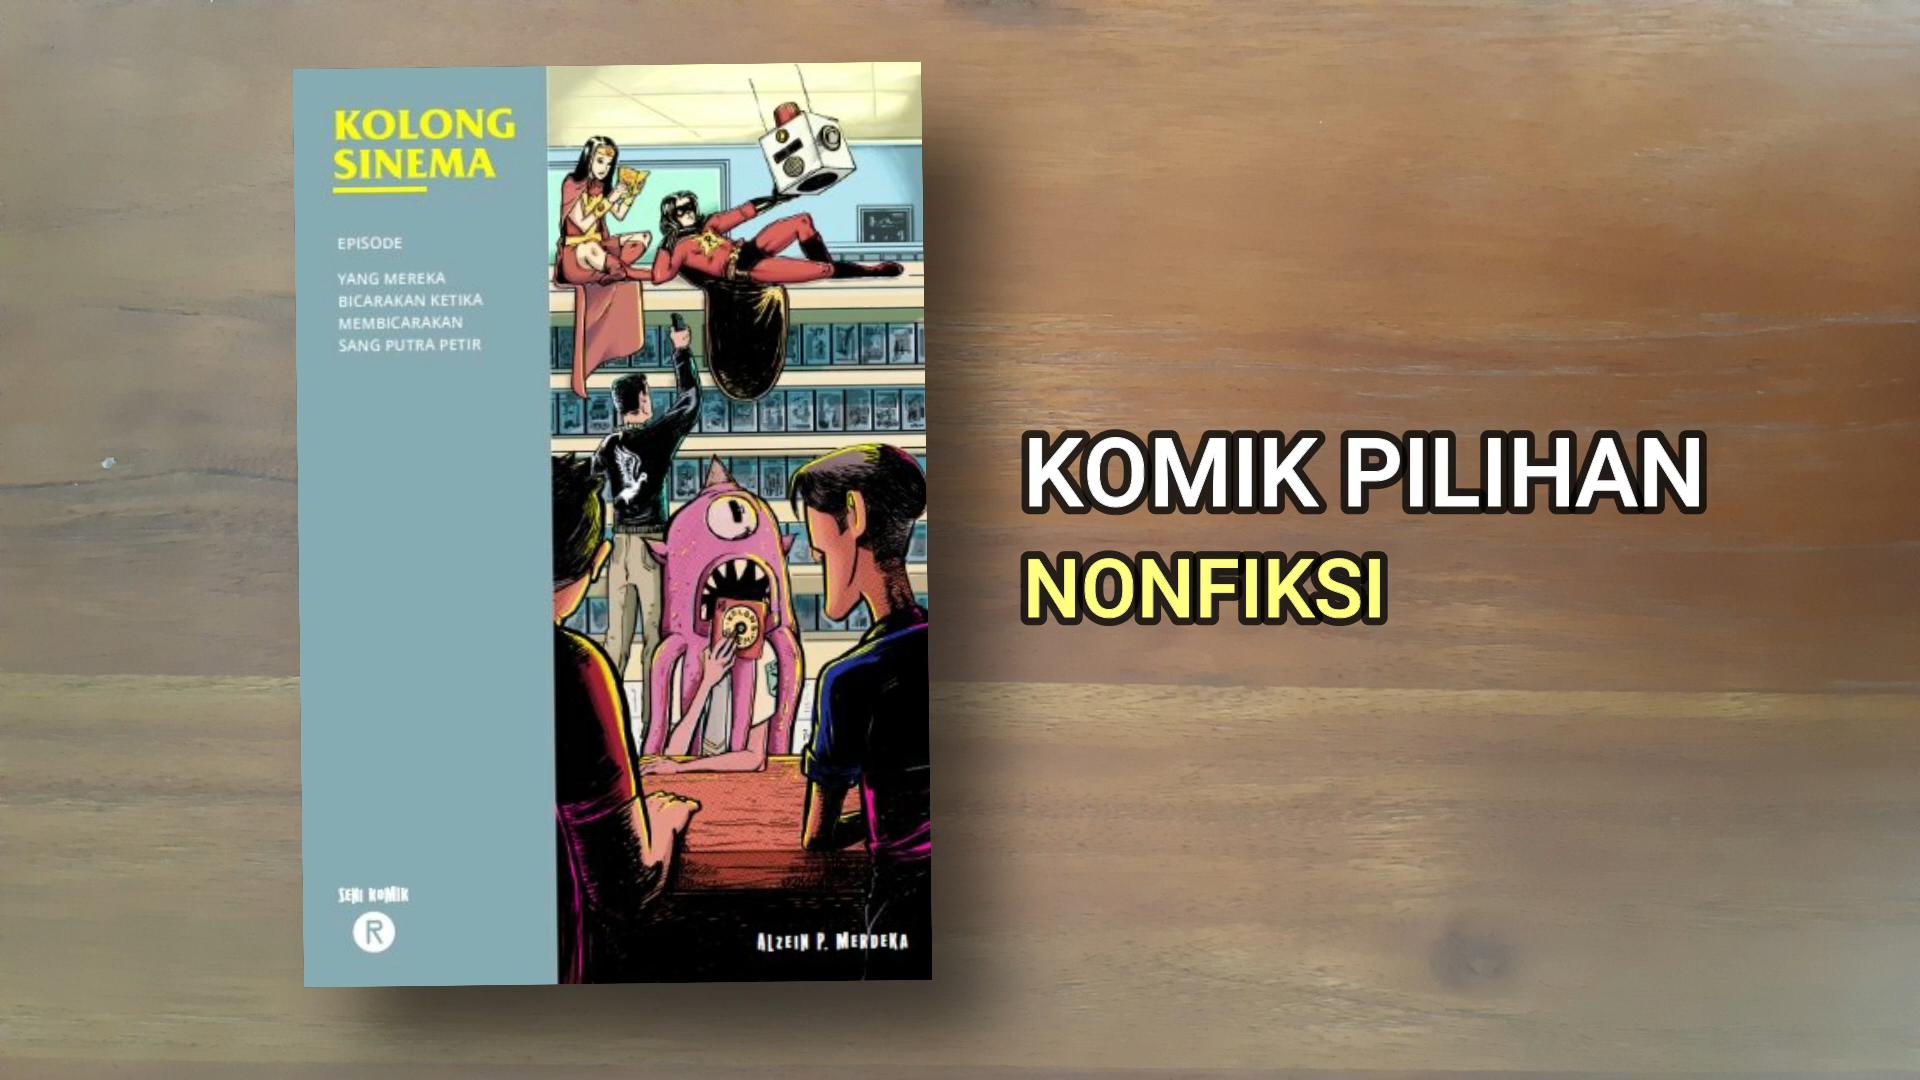 KOLONG
SINEMA
EPISODE
YANG MEREKA
BICARAKAN KETIKA
MEMBICARAKAN
SANG PUTRA PETIR
SENI KOMIK
R
ALZEIN P. MERDEKA
KOMIK PILIHAN
NONFIKSI